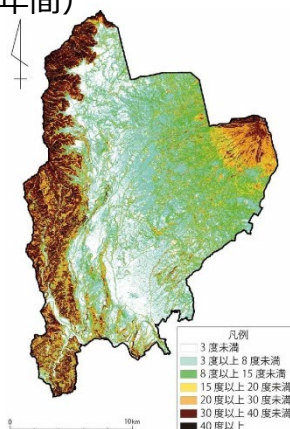 年間）
凡例
3 度未満
3 度以上 8 度未満
8 度以上 15 度未満
15 度以上 20 度未満
20 度以上 30 度未満
30 度以上 40 度未満
40 度以上
0 10km